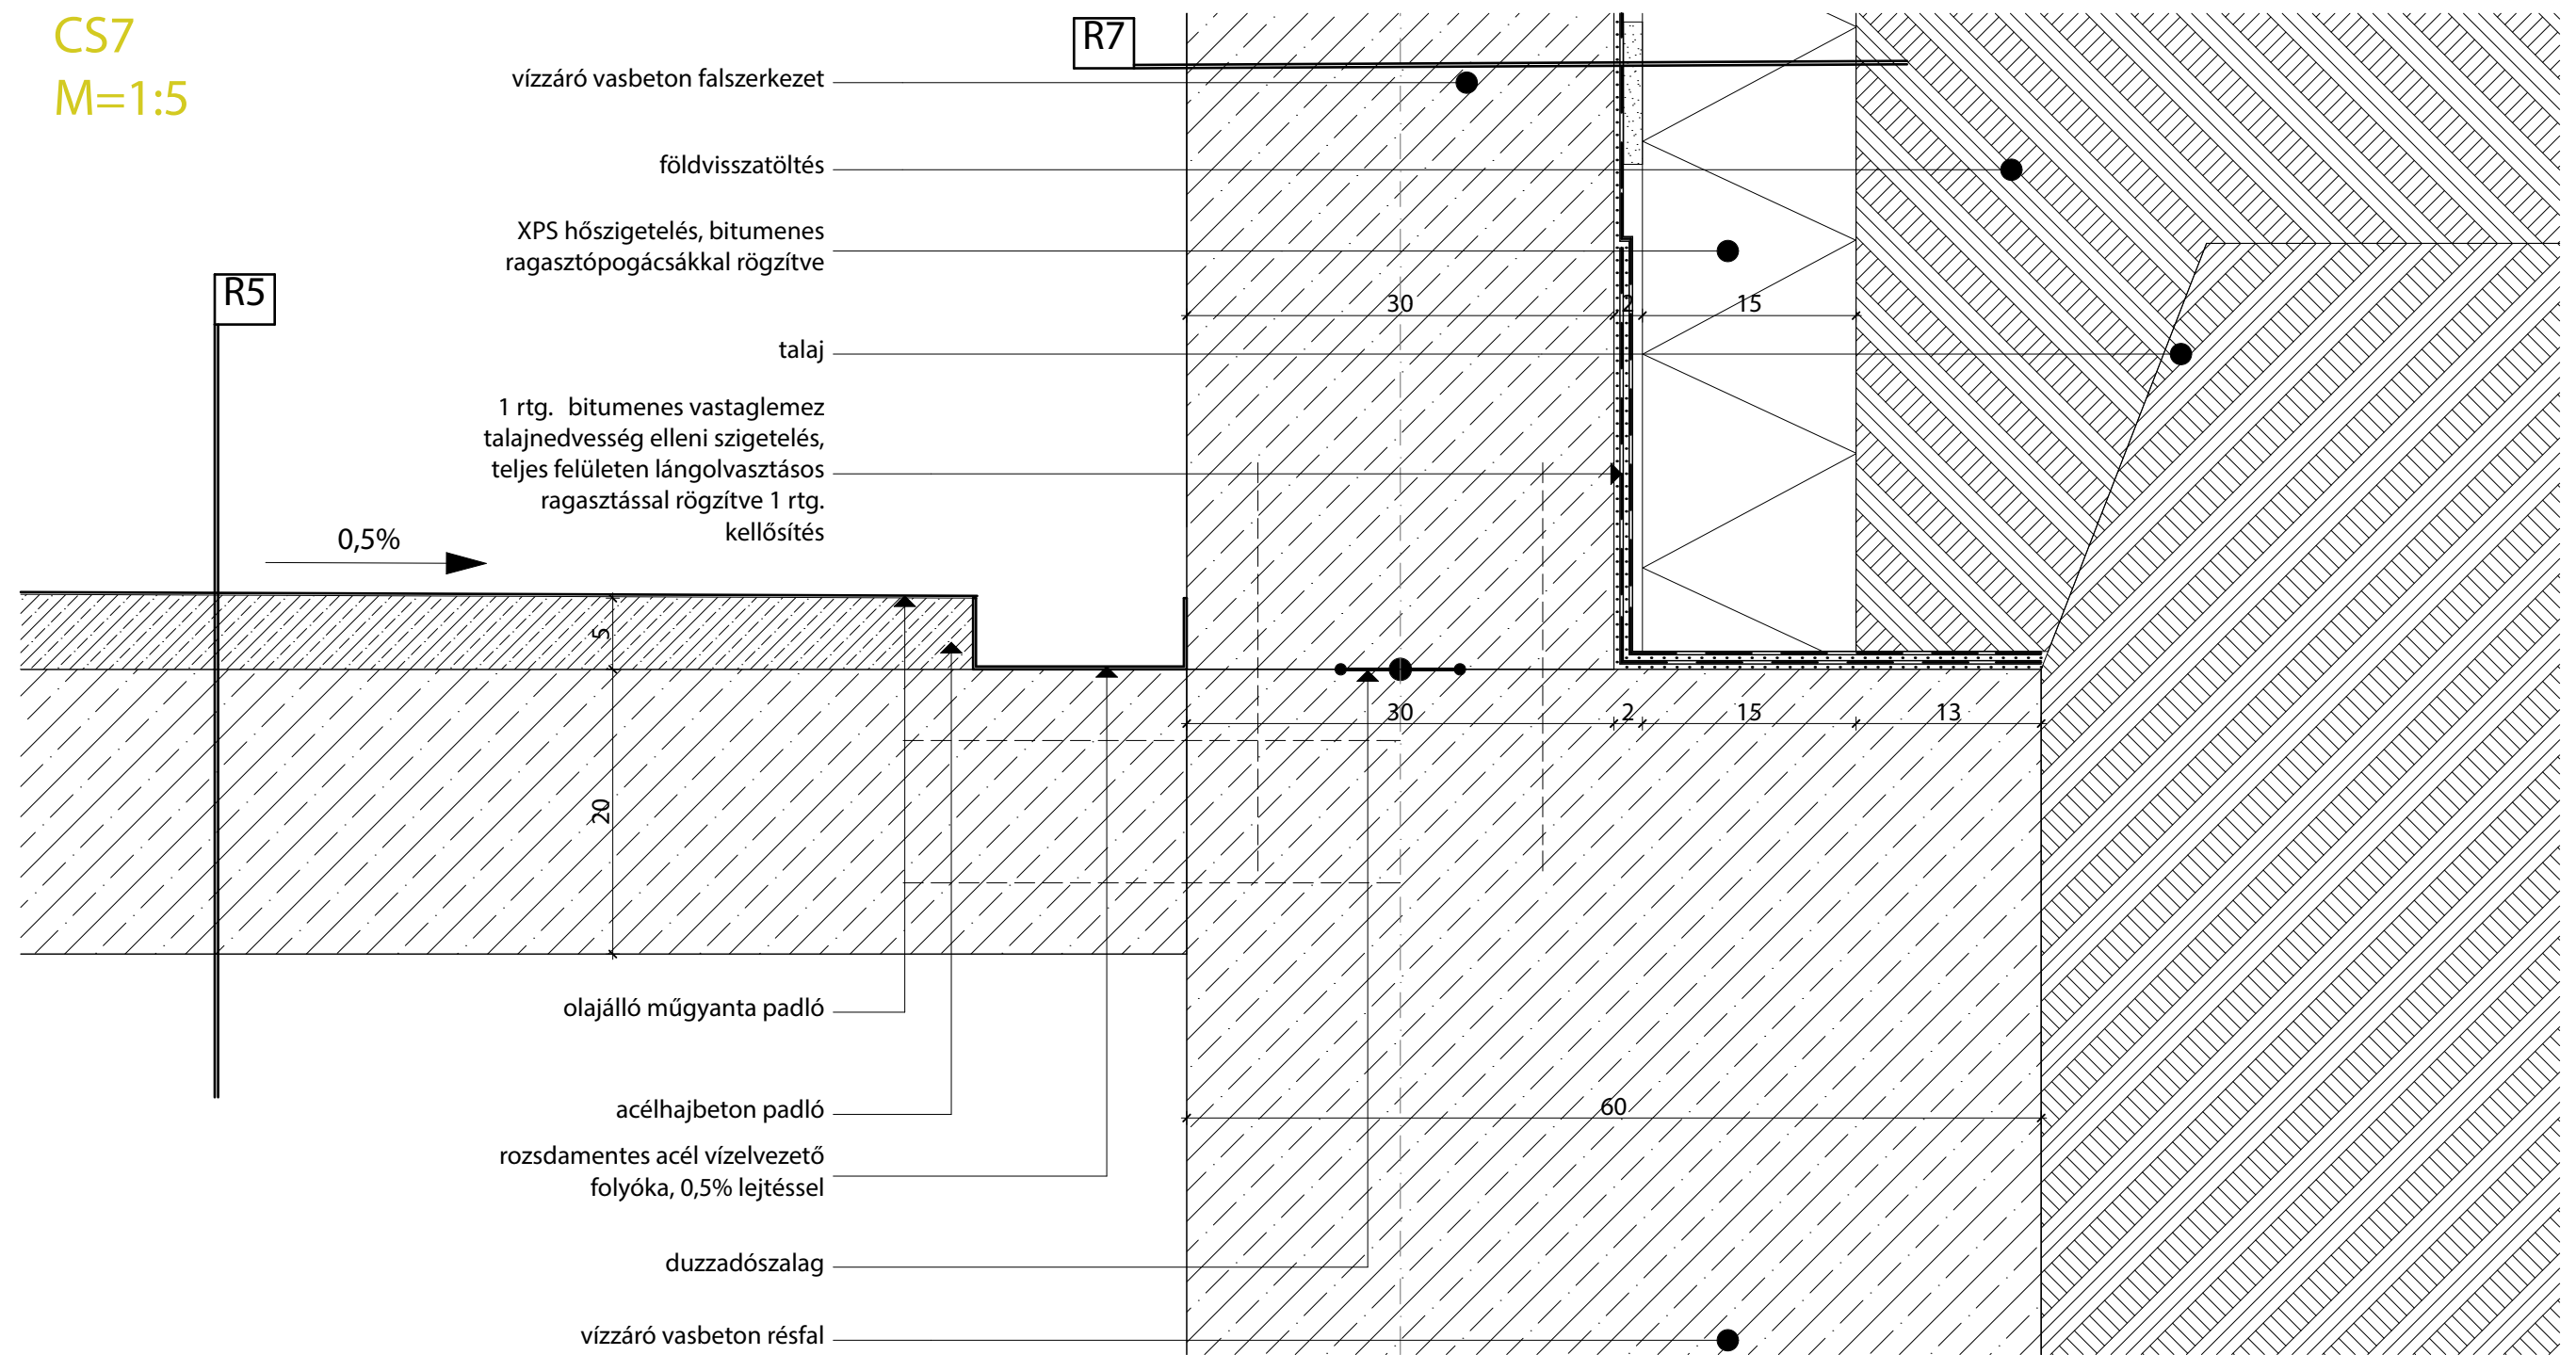 CS7
M=1:5
R7
vízzáró vasbeton falszerkezet
földvisszatöltés
XPS hőszigetelés, bitumenes
ragasztópogácsákkal rögzítve
R5
30
2
15
talaj
1 rtg. bitumenes vastaglemez
talajnedvesség elleni szigetelés,
teljes felületen lángolvasztásos
ragasztással rögzítve 1 rtg.
kellősítés
0,5%
5
30
2
15
13
20
olajálló műgyanta padló
acélhajbeton padló
60
rozsdamentes acél vízelvezető
folyóka, 0,5% lejtéssel
duzzadószalag
vízzáró vasbeton résfal